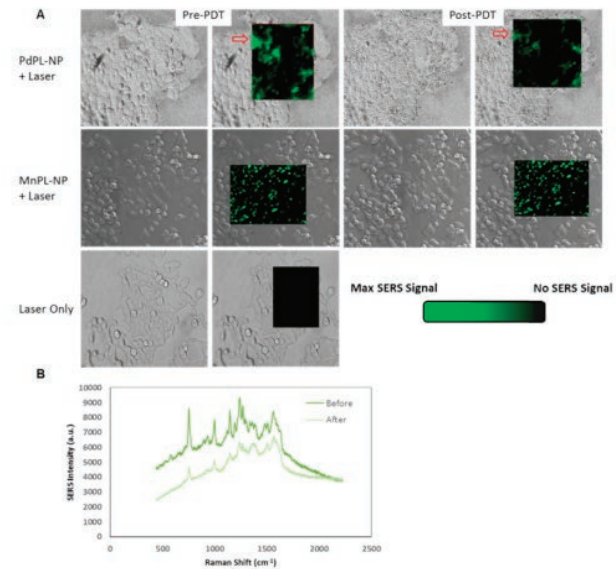 A
Pre-PDT
Post-PDT
PdPL-NP
+ Laser
MnPL-NP
+ Laser
Laser Only
Max SERS Signal
No SERS Signal
B
10000
9000
8000
7000
6000
5000
4000
3000
2000
1000
0
SERS Intensity (a.u.)
Before
After
0
500
1000
1500
2000
2500
Raman Shift (cm⁻¹)